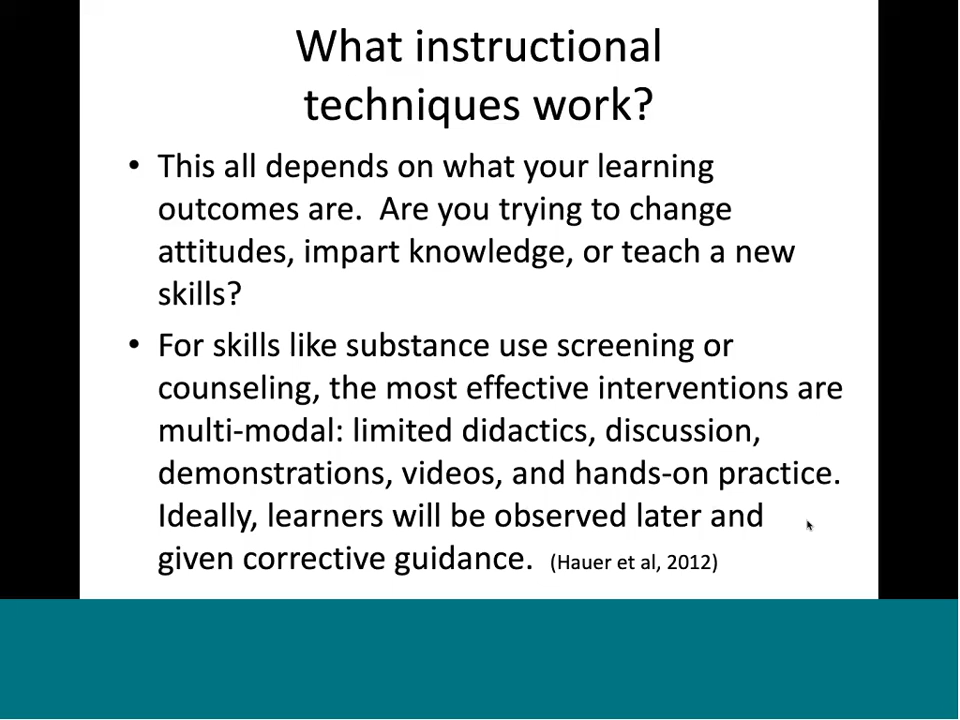 What instructional
techniques work?
• This all depends on what your learning
outcomes are.  Are you trying to change
attitudes, impart knowledge, or teach a new
skills?
• For skills like substance use screening or
counseling, the most effective interventions are
multi-modal: limited didactics, discussion,
demonstrations, videos, and hands-on practice.
Ideally, learners will be observed later and
given corrective guidance.  (Hauer et al, 2012)